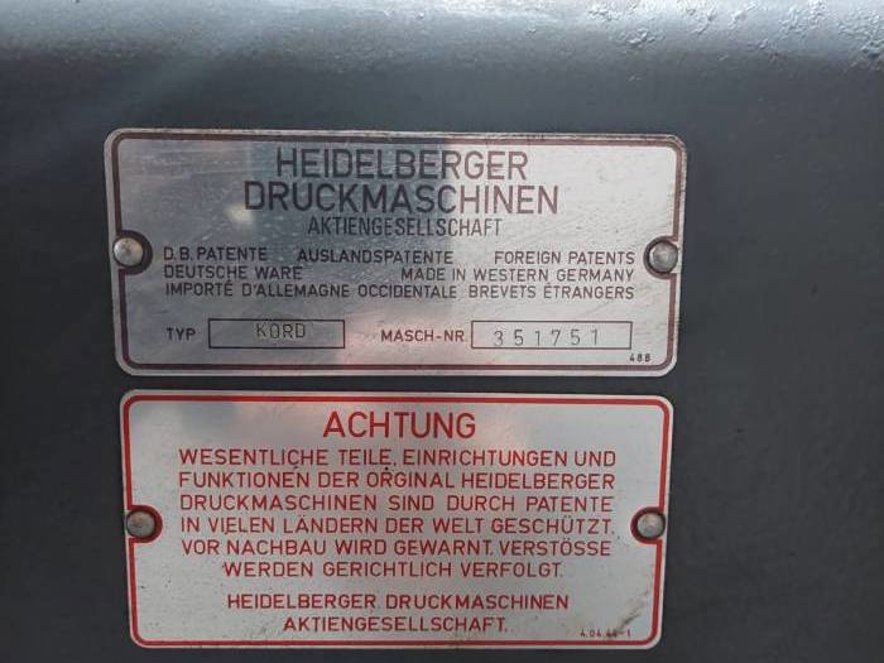 HEIDELBERGER
DRUCKMASCHINEN
AKTIENGESELLSCHAFT
D.B. PATENTE AUSLANDSPATENTE FOREIGN PATENTS
DEUTSCHE WARE MADE IN WESTERN GERMANY
IMPORTÉ D'ALLEMAGNE OCCIDENTALE BREVETS ÉTRANGERS
TYP KORD MASCH-NR. 351751
48B
ACHTUNG
WESENTLICHE TEILE, EINRICHTUNGEN UND
FUNKTIONEN DER ORGINAL HEIDELBERGER
DRUCKMASCHINEN SIND DURCH PATENTE
IN VIELEN LÄNDERN DER WELT GESCHÜTZT.
VOR NACHBAU WIRD GEWARNT. VERSTÖSSE
WERDEN GERICHTLICH VERFOLGT.
HEIDELBERGER DRUCKMASCHINEN
AKTIENGESELLSCHAFT.